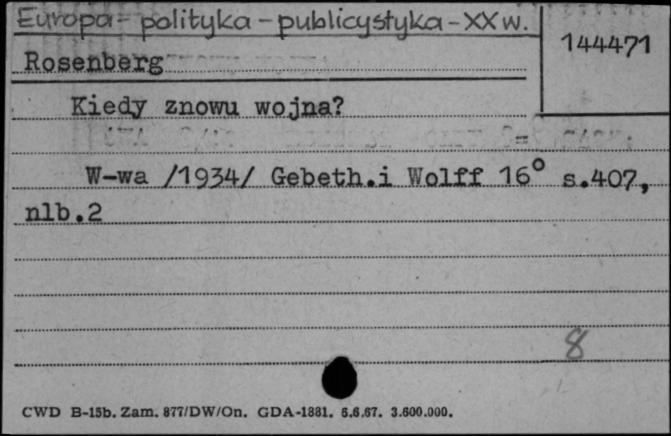 Europa - polityka - publicystyka - XX w.
144471
Rosenberg
Kiedy znowu wojna?
W-wa /1934/ Gebeth.i Wolff 16° s.407,
nlb.2
8
CWD B-15b. Zam. 877/DW/On. GDA-1881. 6.6.67. 3.600.000.